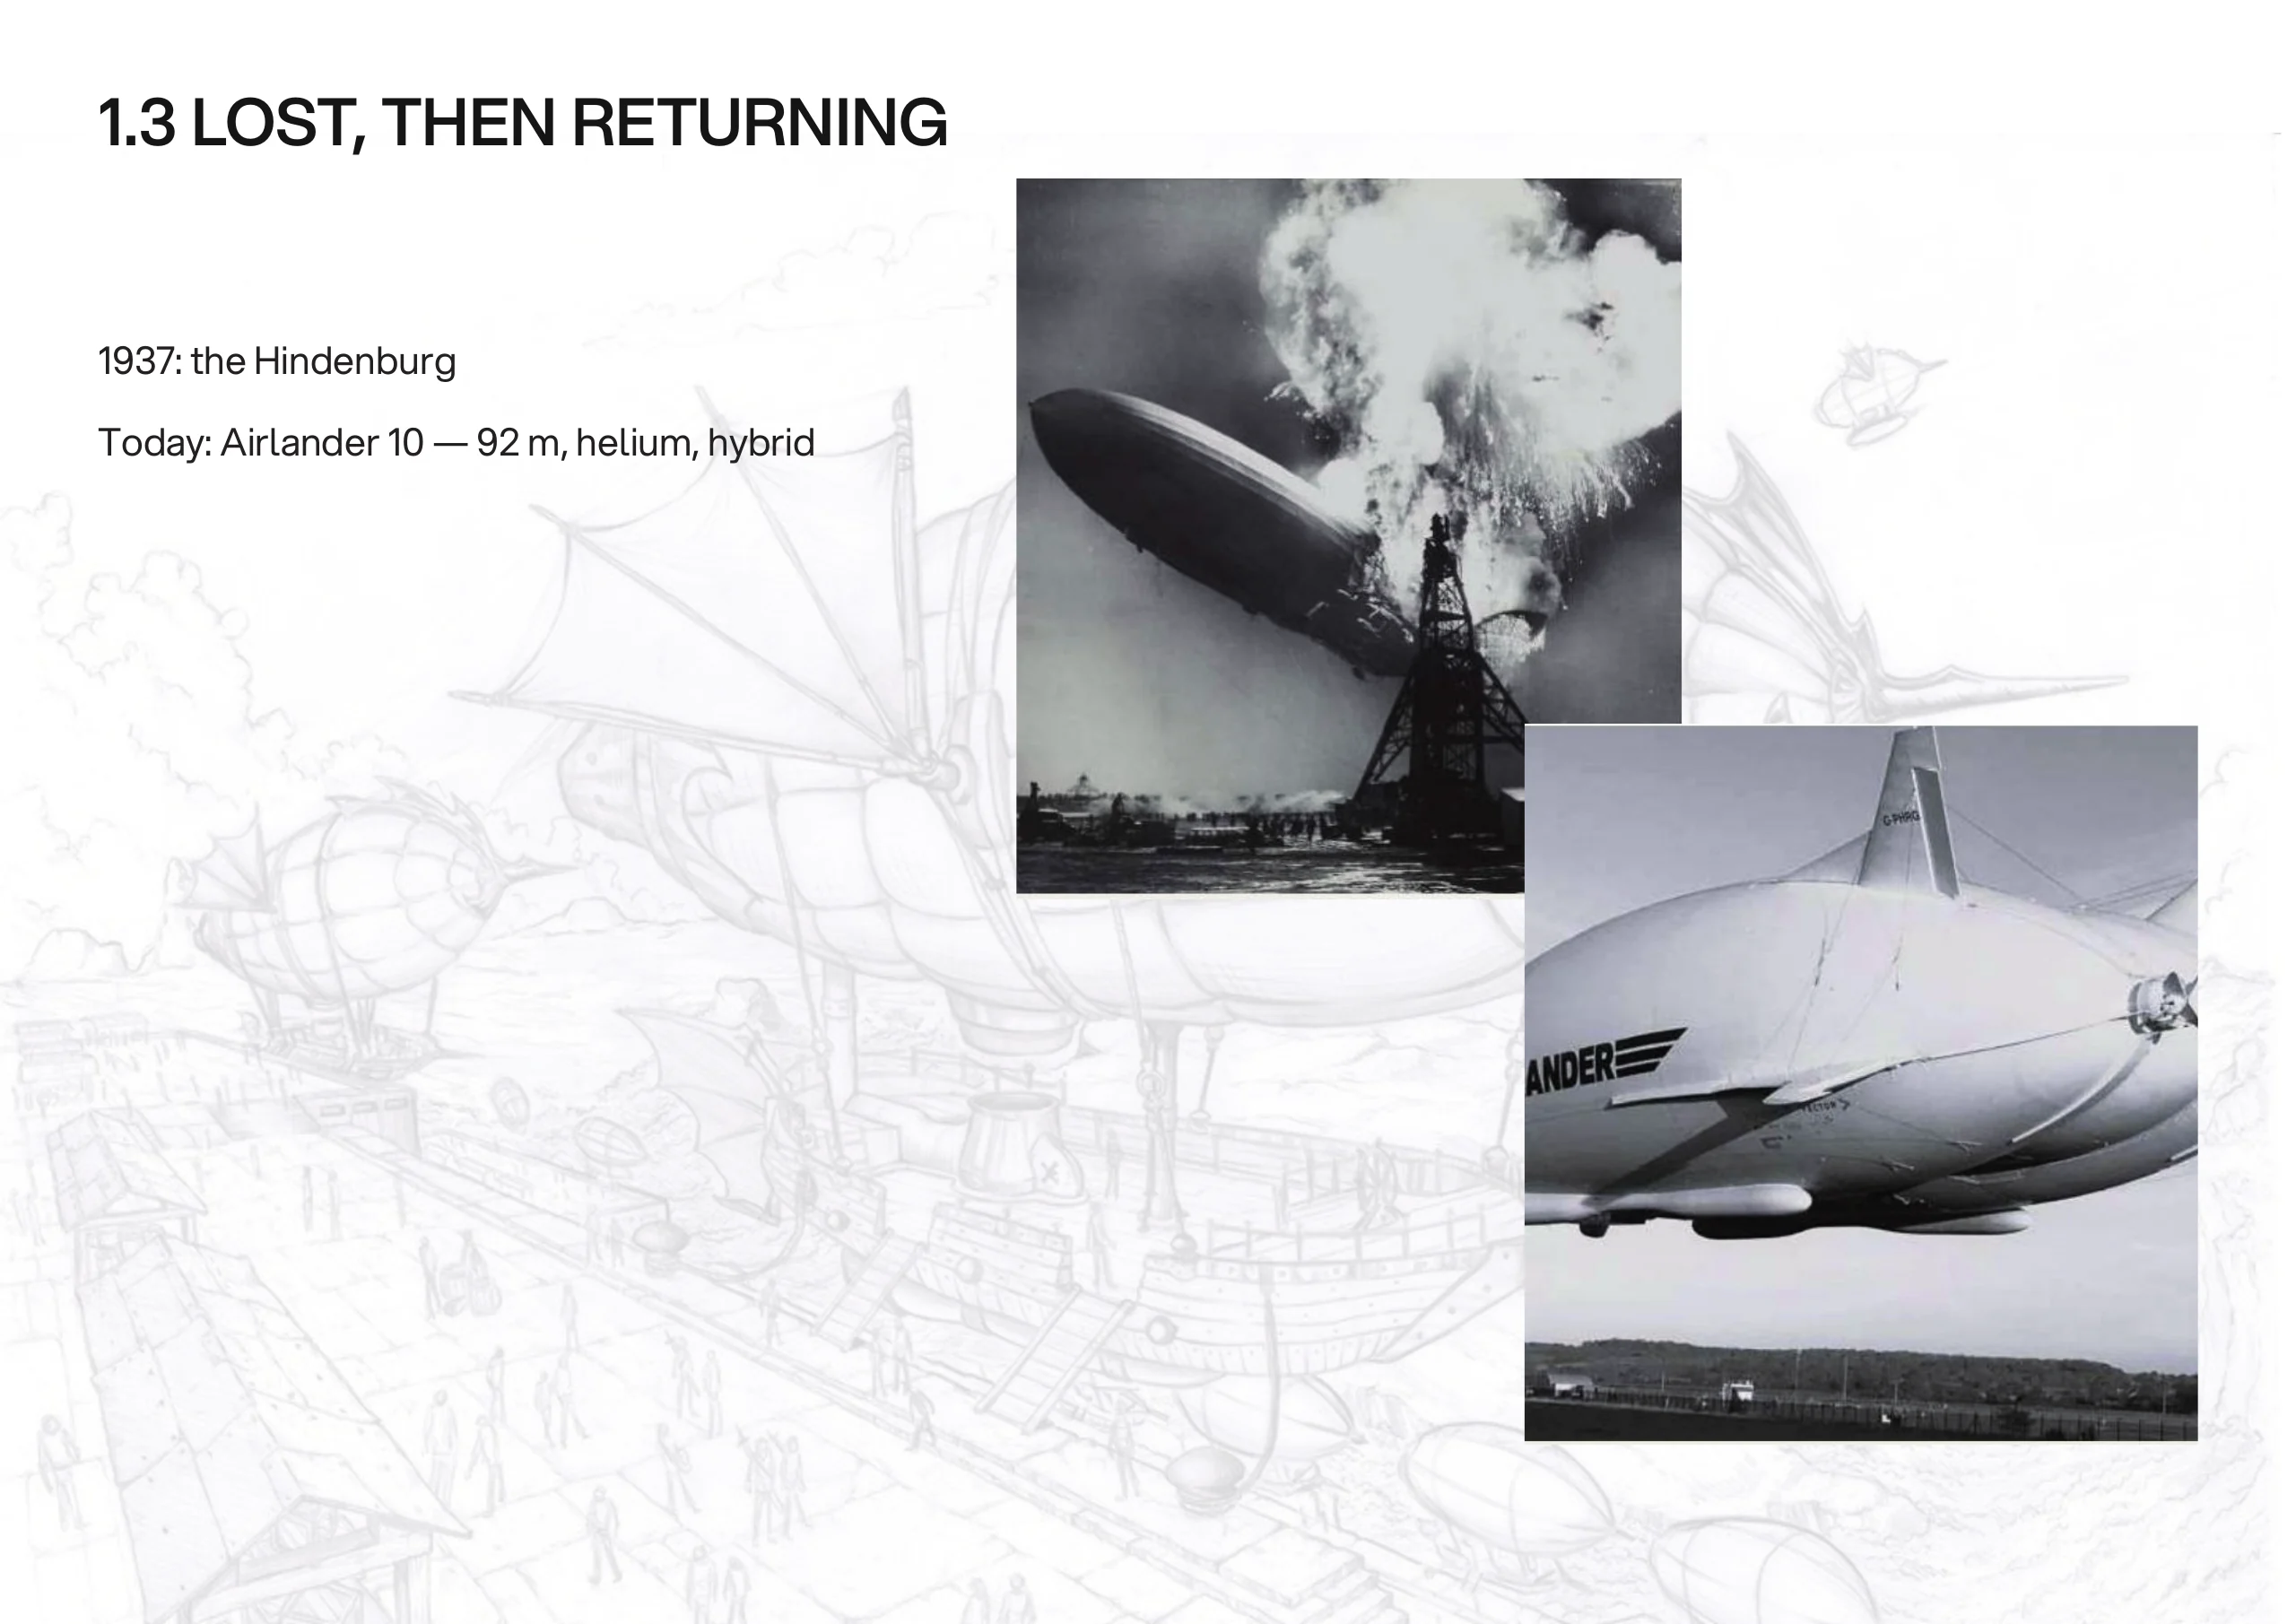 1.3 LOST, THEN RETURNING
1937: the Hindenburg
Today: Airlander 10 — 92 m, helium, hybrid
G-PHRG
ANDER